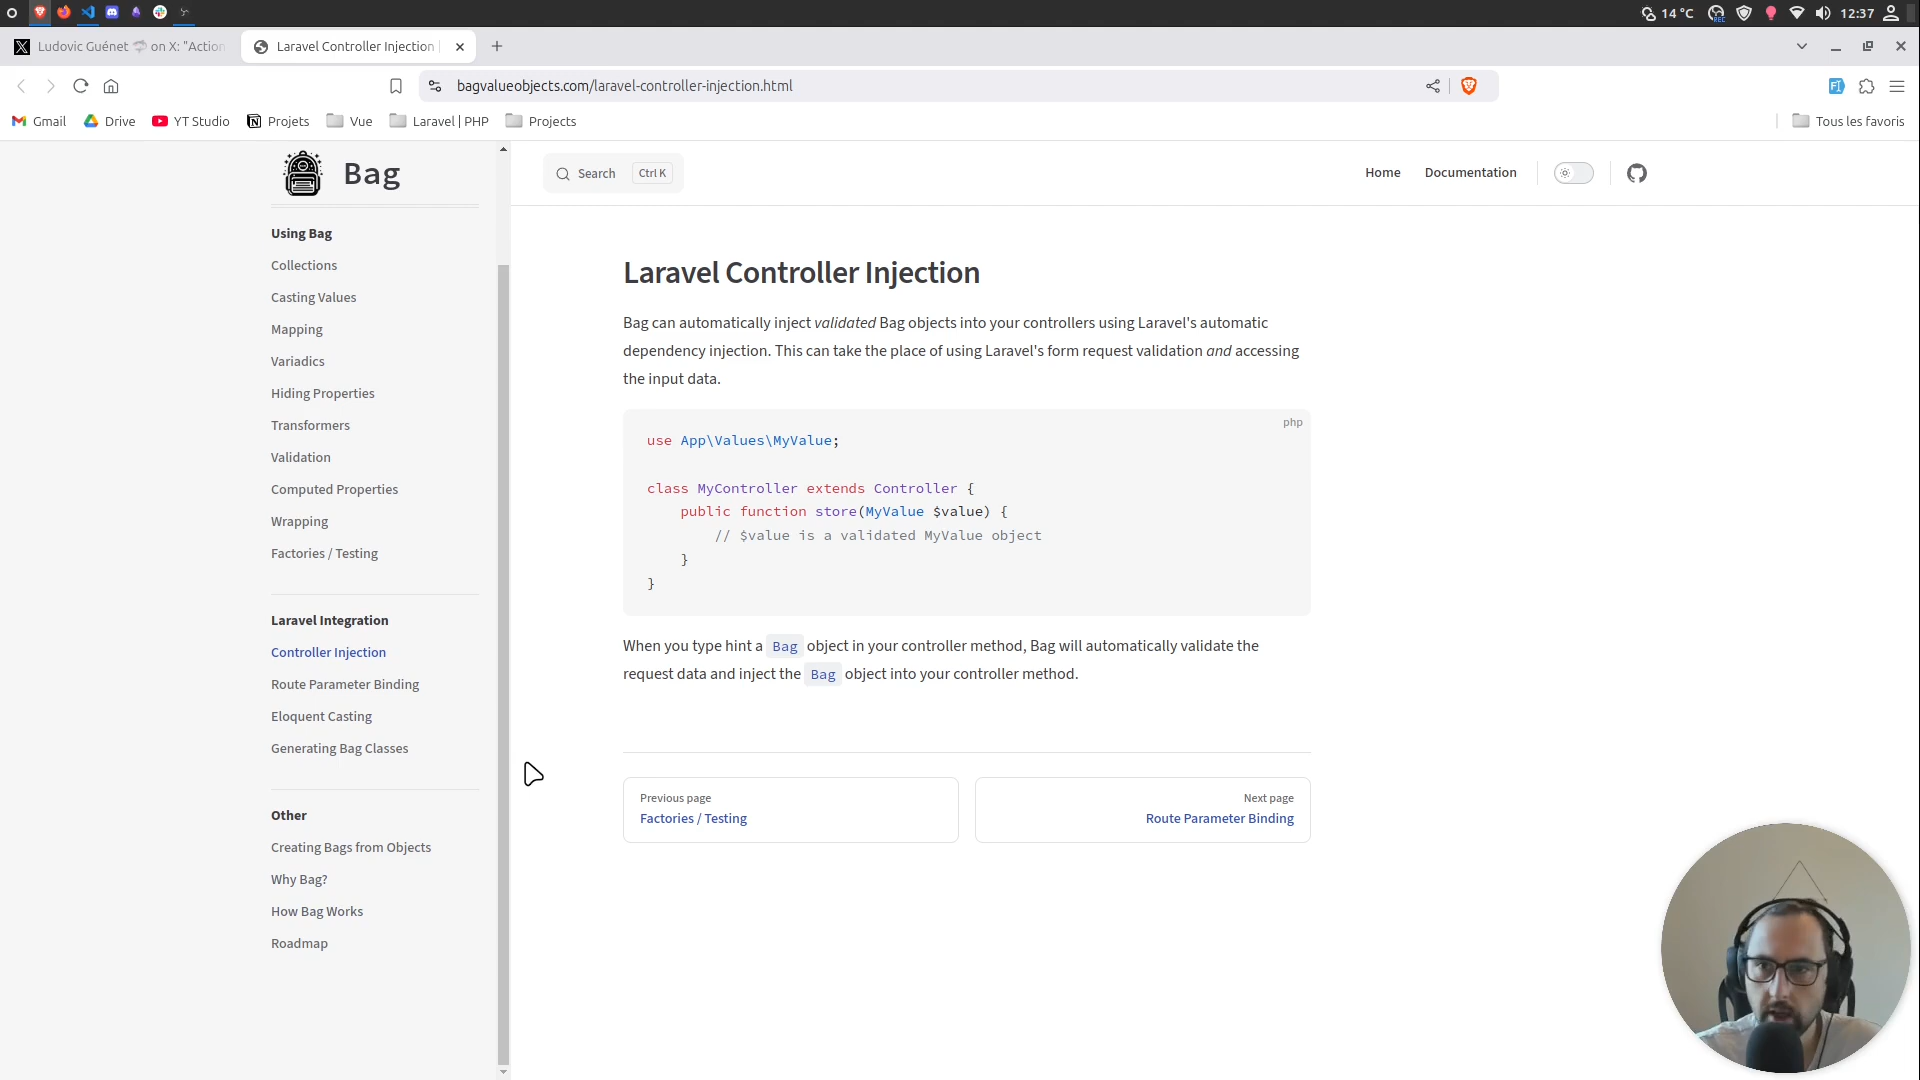 14 °C
REC
12:37
Ludovic Guénet on X: "Action
Laravel Controller Injection
bagvalueobjects.com/laravel-controller-injection.html
Gmail
Drive
YT Studio
Projets
Vue
Laravel | PHP
Projects
Tous les favoris
Bag
Search
Ctrl K
Home
Documentation
Using Bag
Collections
Casting Values
Mapping
Variadics
Hiding Properties
Transformers
Validation
Computed Properties
Wrapping
Factories / Testing
Laravel Integration
Controller Injection
Route Parameter Binding
Eloquent Casting
Generating Bag Classes
Other
Creating Bags from Objects
Why Bag?
How Bag Works
Roadmap
Laravel Controller Injection
Bag can automatically inject validated Bag objects into your controllers using Laravel's automatic
dependency injection. This can take the place of using Laravel's form request validation and accessing
the input data.
php
use App\Values\MyValue;
class MyController extends Controller {
public function store(MyValue $value) {
// $value is a validated MyValue object
}
}
When you type hint a Bag object in your controller method, Bag will automatically validate the
request data and inject the Bag object into your controller method.
Previous page
Factories / Testing
Next page
Route Parameter Binding